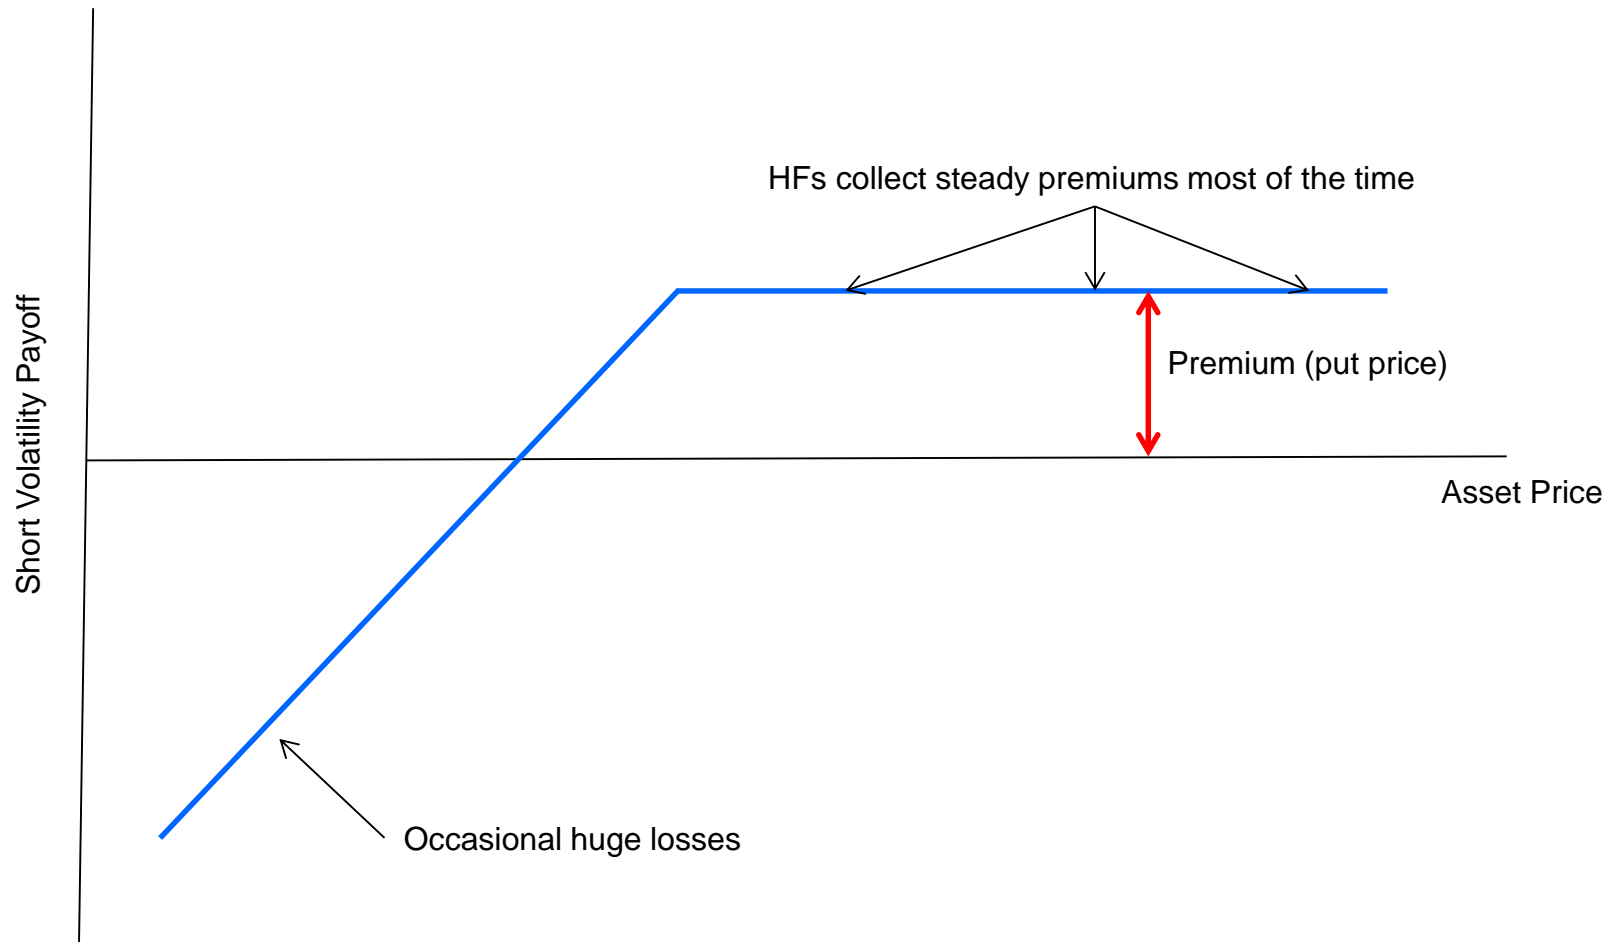 HFs collect steady premiums most of the time
Short Volatility Payoff
Premium (put price)
Asset Price
Occasional huge losses